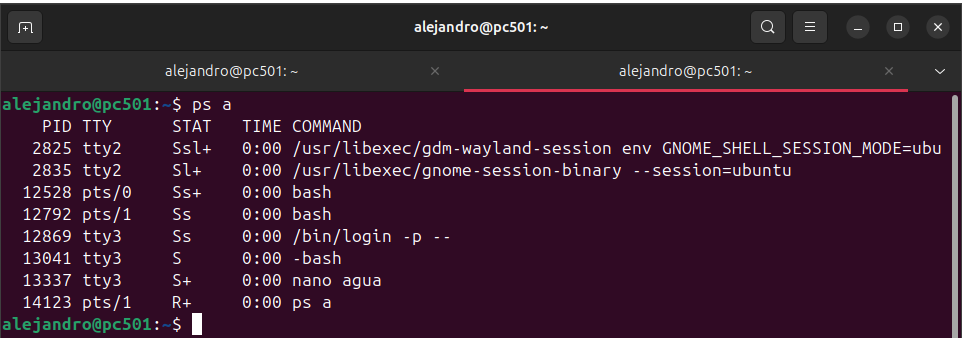 alejandro@pc501: ~
alejandro@pc501: ~ alejandro@pc501: ~
alejandro@pc501:~$ ps a
    PID TTY      STAT   TIME COMMAND
   2825 tty2     Ssl+   0:00 /usr/libexec/gdm-wayland-session env GNOME_SHELL_SESSION_MODE=ubu
   2835 tty2     Sl+    0:00 /usr/libexec/gnome-session-binary --session=ubuntu
  12528 pts/0    Ss+    0:00 bash
  12792 pts/1    Ss     0:00 bash
  12869 tty3     Ss     0:00 /bin/login -p --
  13041 tty3     S      0:00 -bash
  13337 tty3     S+     0:00 nano agua
  14123 pts/1    R+     0:00 ps a
alejandro@pc501:~$